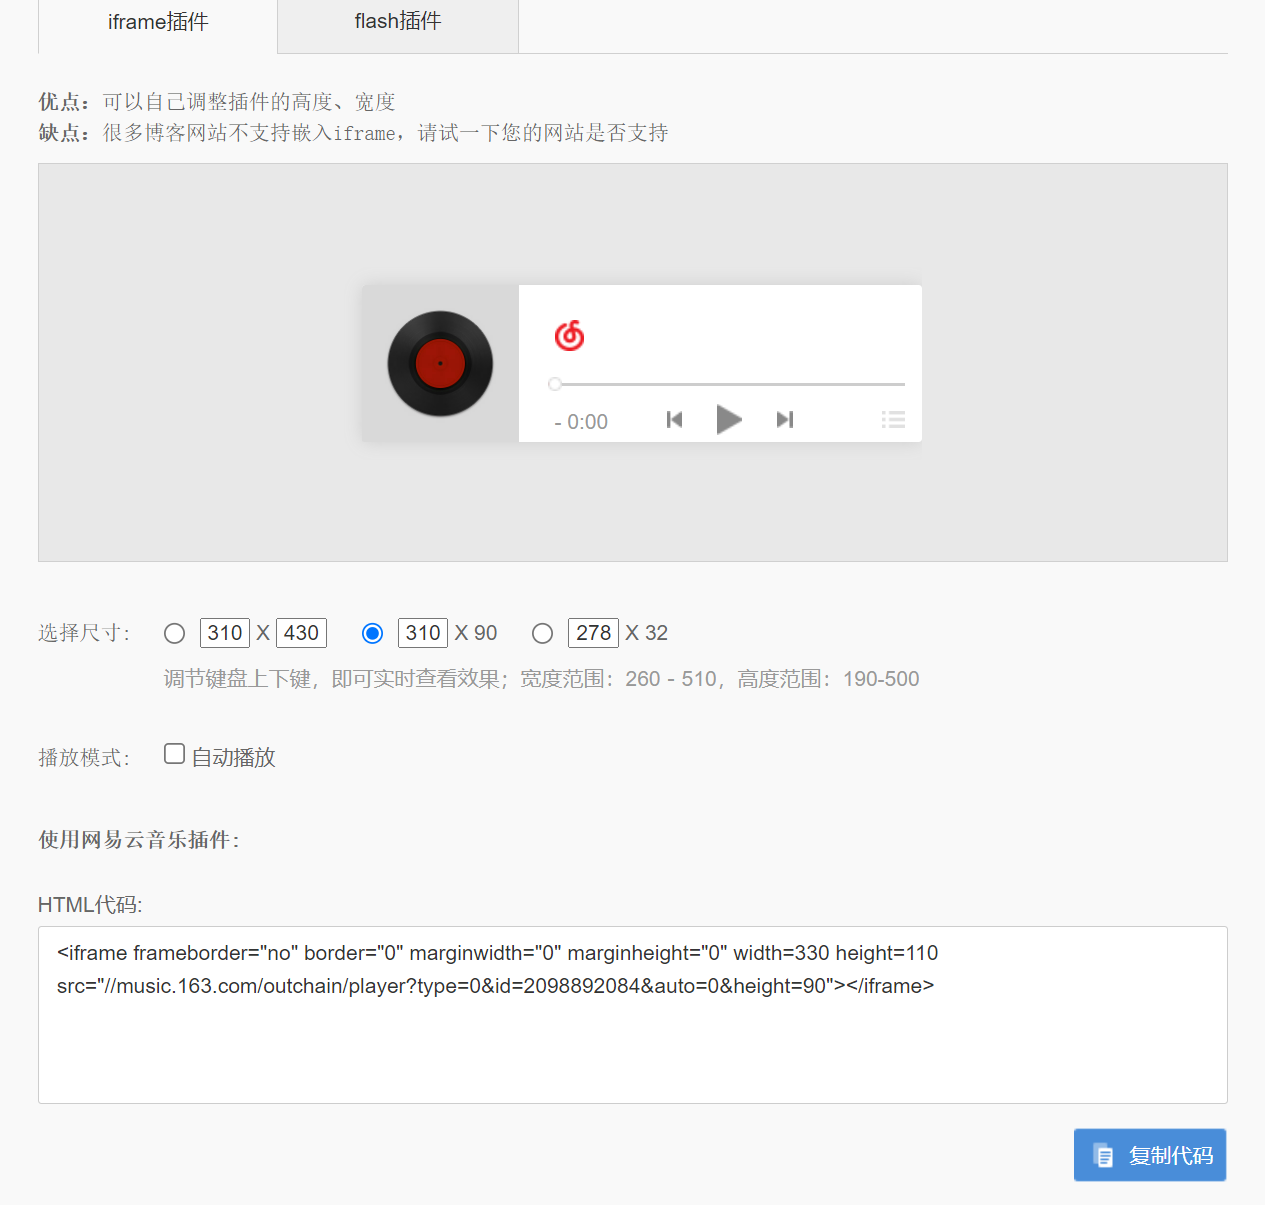 iframe插件 flash插件
优点：可以自己调整插件的高度、宽度
缺点：很多博客网站不支持嵌入iframe，请试一下您的网站是否支持
- 0:00
选择尺寸： 310 X 430 310 X 90 278 X 32
调节键盘上下键，即可实时查看效果；宽度范围：260 - 510，高度范围：190-500
播放模式： 自动播放
使用网易云音乐插件：
HTML代码:
<iframe frameborder="no" border="0" marginwidth="0" marginheight="0" width=330 height=110
src="//music.163.com/outchain/player?type=0&id=2098892084&auto=0&height=90"></iframe>
复制代码